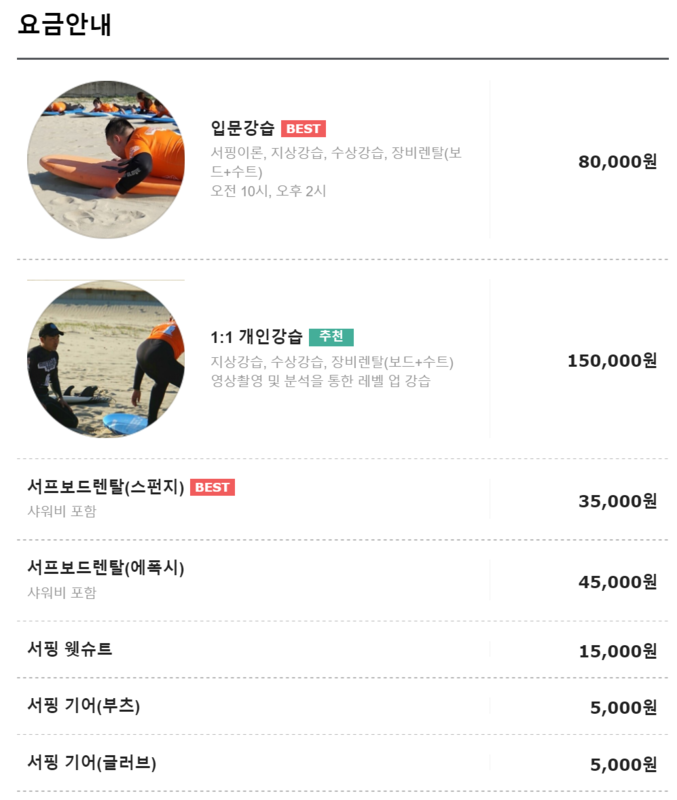 요금안내
입문강습 BEST
서핑이론, 지상강습, 수상강습, 장비렌탈(보
드+수트)
오전 10시, 오후 2시
80,000원
1:1 개인강습 추천
지상강습, 수상강습, 장비렌탈(보드+수트)
영상촬영 및 분석을 통한 레벨 업 강습
150,000원
서프보드렌탈(스펀지) BEST
샤워비 포함
35,000원
서프보드렌탈(에폭시)
샤워비 포함
45,000원
서핑 웻슈트
15,000원
서핑 기어(부츠)
5,000원
서핑 기어(글러브)
5,000원